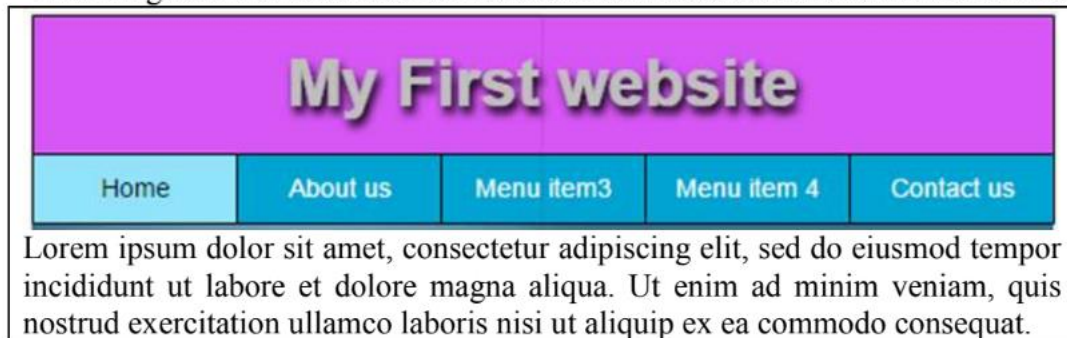 My First website
Home About us Menu item3 Menu item 4 Contact us
Lorem ipsum dolor sit amet, consectetur adipiscing elit, sed do eiusmod tempor
incididunt ut labore et dolore magna aliqua. Ut enim ad minim veniam, quis
nostrud exercitation ullamco laboris nisi ut aliquip ex ea commodo consequat.